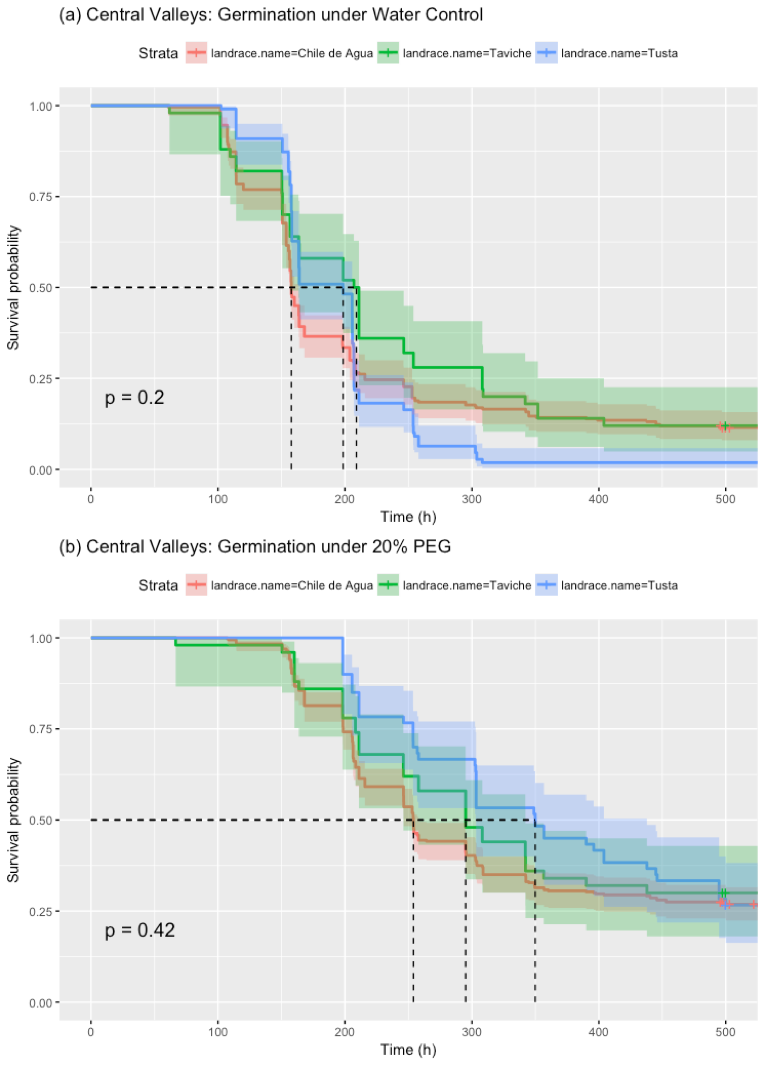 (a) Central Valleys: Germination under Water Control
Strata landrace.name=Chile de Agua landrace.name=Taviche landrace.name=Tusta
Survival probability
1.00
0.75
0.50
0.25
0.00
p = 0.2
0 100 200 300 400 500
Time (h)
(b) Central Valleys: Germination under 20% PEG
Strata landrace.name=Chile de Agua landrace.name=Taviche landrace.name=Tusta
Survival probability
1.00
0.75
0.50
0.25
0.00
p = 0.42
0 100 200 300 400 500
Time (h)